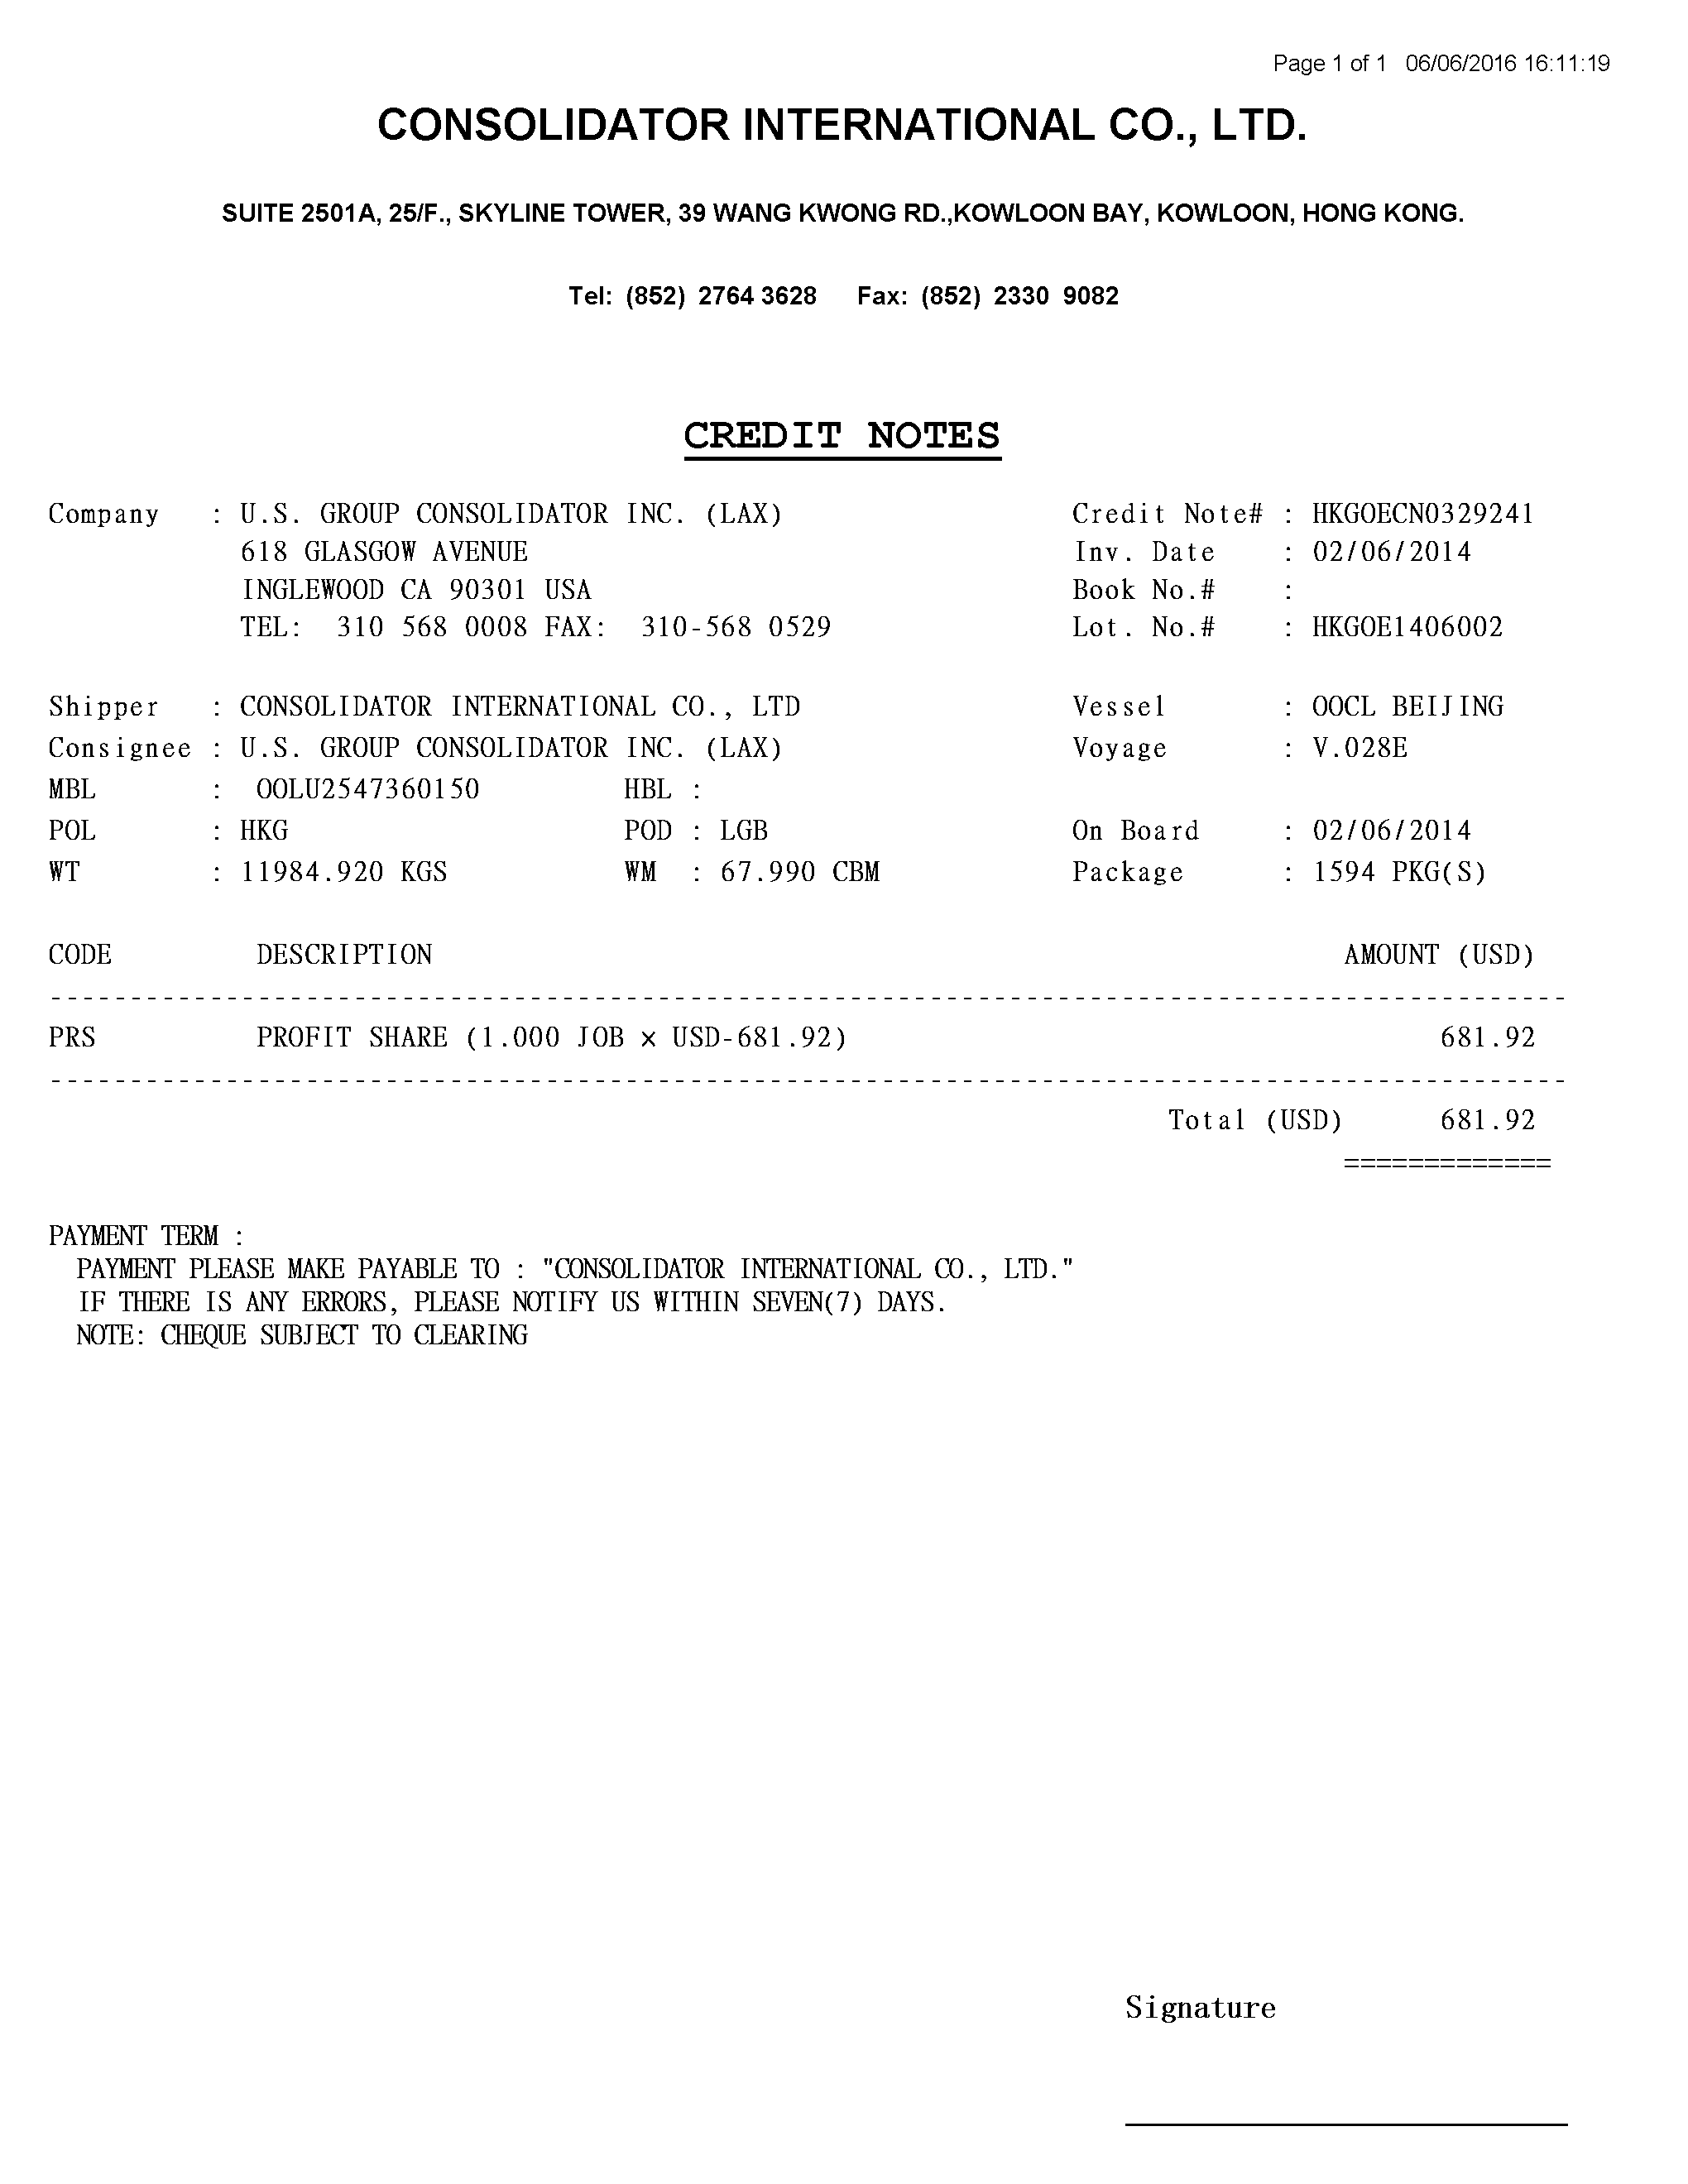 Page 1 of 1 06/06/2016 16:11:19
CONSOLIDATOR INTERNATIONAL CO., LTD.
SUITE 2501A, 25/F., SKYLINE TOWER, 39 WANG KWONG RD.,KOWLOON BAY, KOWLOON, HONG KONG.
Tel: (852) 2764 3628 Fax: (852) 2330 9082
CREDIT NOTES
Company : U.S. GROUP CONSOLIDATOR INC. (LAX) Credit Note# : HKGOECN0329241
618 GLASGOW AVENUE Inv. Date : 02/06/2014
INGLEWOOD CA 90301 USA Book No.# :
TEL: 310 568 0008 FAX: 310-568 0529 Lot. No.# : HKGOE1406002
Shipper : CONSOLIDATOR INTERNATIONAL CO., LTD Vessel : OOCL BEIJING
Consignee : U.S. GROUP CONSOLIDATOR INC. (LAX) Voyage : V.028E
MBL : OOLU2547360150 HBL :
POL : HKG POD : LGB On Board : 02/06/2014
WT : 11984.920 KGS WM : 67.990 CBM Package : 1594 PKG(S)
CODE DESCRIPTION AMOUNT (USD)
PRS PROFIT SHARE (1.000 JOB × USD-681.92) 681.92
Total (USD) 681.92
=============
PAYMENT TERM :
PAYMENT PLEASE MAKE PAYABLE TO : "CONSOLIDATOR INTERNATIONAL CO., LTD."
IF THERE IS ANY ERRORS, PLEASE NOTIFY US WITHIN SEVEN(7) DAYS.
NOTE: CHEQUE SUBJECT TO CLEARING
Signature